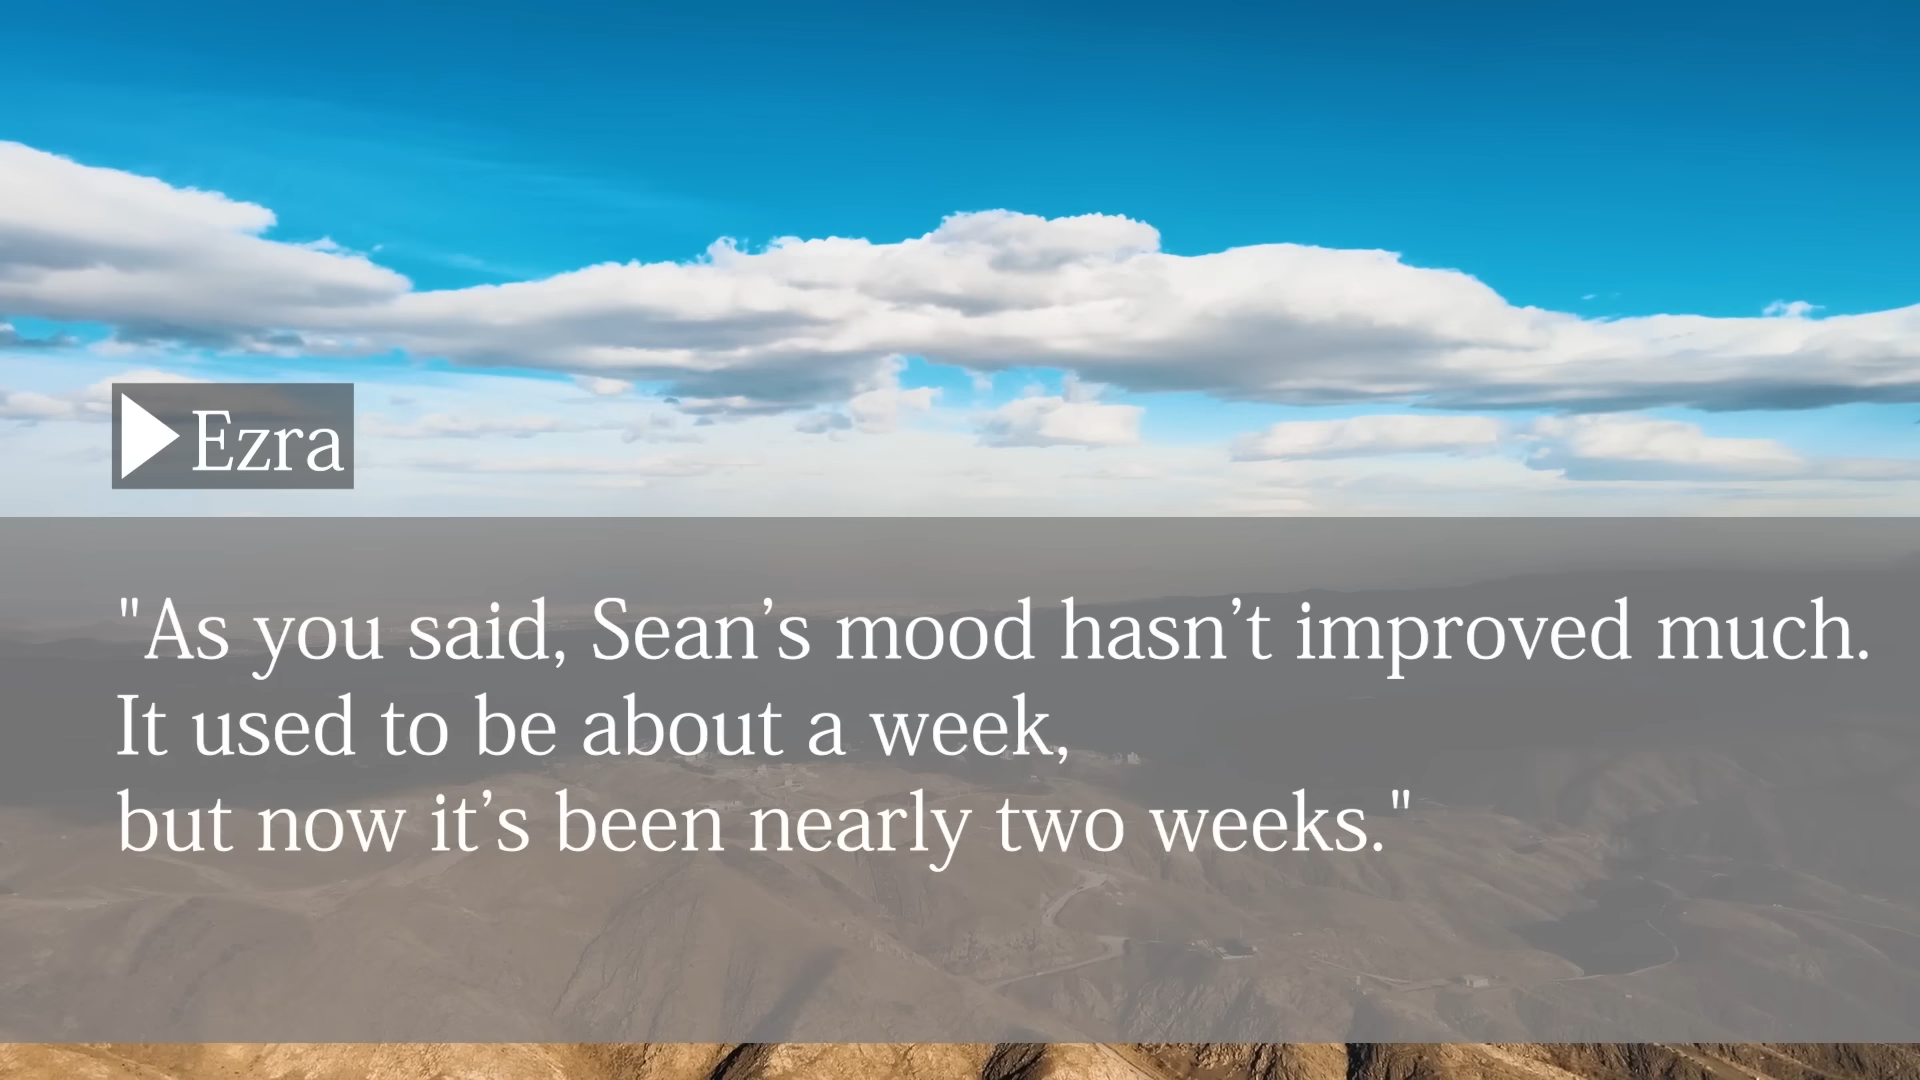 Ezra
"As you said, Sean’s mood hasn’t improved much.
It used to be about a week,
but now it’s been nearly two weeks."